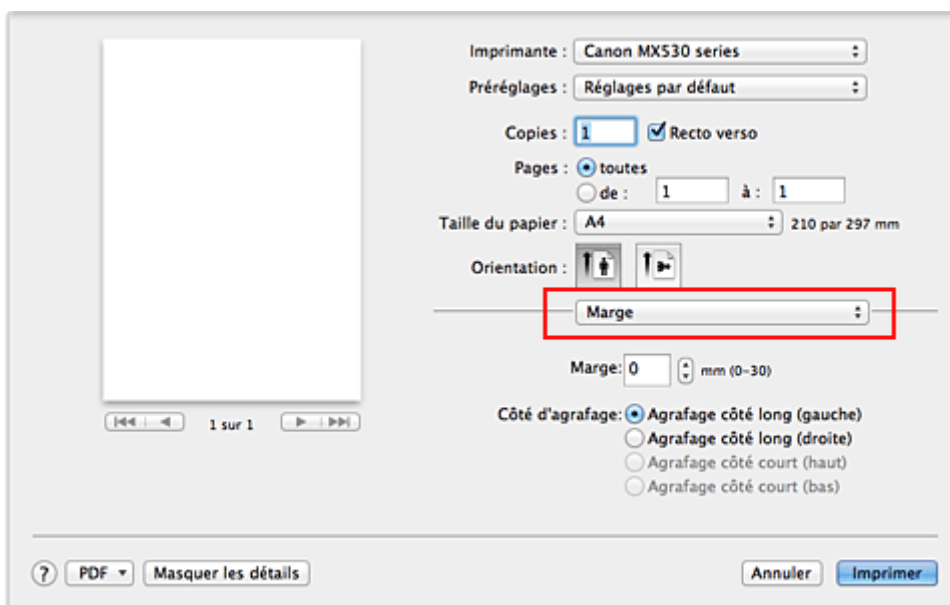 Imprimante : Canon MX530 series
Préréglages : Réglages par défaut
Copies : 1 Recto verso
Pages : toutes
de : 1 à : 1
Taille du papier : A4 210 par 297 mm
Orientation :
Marge
Marge: 0 mm (0-30)
Côté d'agrafage: Agrafage côté long (gauche)
Agrafage côté long (droite)
Agrafage côté court (haut)
Agrafage côté court (bas)
1 sur 1
? PDF Masquer les détails Annuler Imprimer